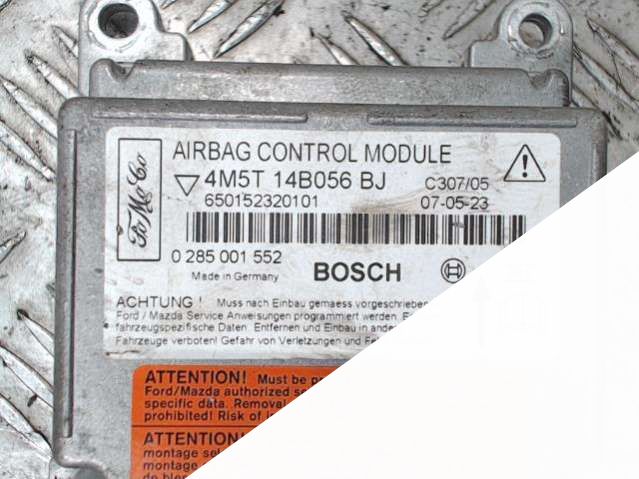 FoMoCo
AIRBAG CONTROL MODULE
4M5T 14B056 BJ C307/05
650152320101 07-05-23
0 285 001 552
Made in Germany BOSCH
ACHTUNG ! Muss nach Einbau gemaess vorgeschrieben
Ford / Mazda Service Anweisungen programmiert werden.
fahrzeugspezifische Daten. Entfernen und Einbau in
Fahrzeuge verboten! Gefahr von Verletzungen und
ATTENTION! Must be
Ford/Mazda authorized
specific data. Removal
prohibited! Risk of
ATTENTION
montage
montage
de